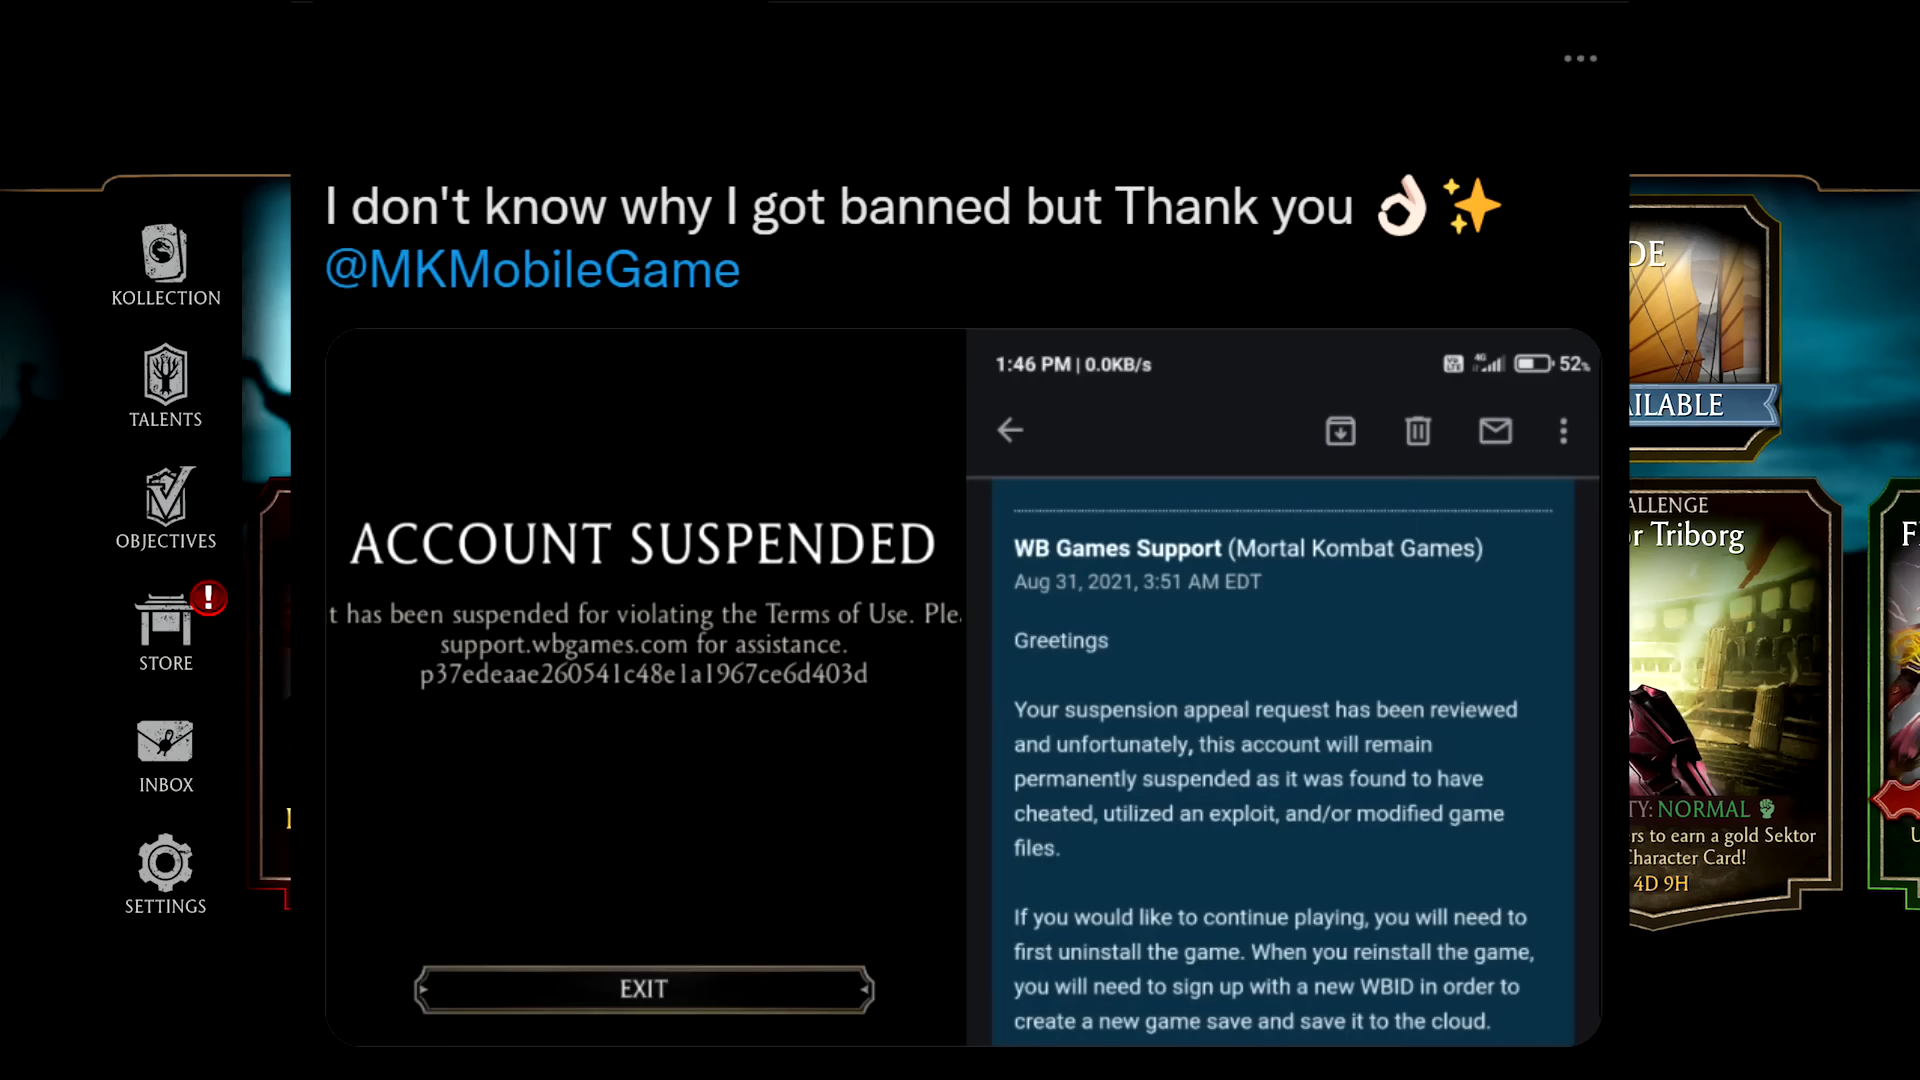 I don't know why I got banned but Thank you 👌🏻✨
@MKMobileGame
KOLLECTION
TALENTS
OBJECTIVES
!
STORE
INBOX
SETTINGS
ACCOUNT SUSPENDED
t has been suspended for violating the Terms of Use. Ple
support.wbgames.com for assistance.
p37edeaae260541c48e1a1967ce6d403d
EXIT
1:46 PM | 0.0KB/s
4G
52%
WB Games Support (Mortal Kombat Games)
Aug 31, 2021, 3:51 AM EDT
Greetings
Your suspension appeal request has been reviewed
and unfortunately, this account will remain
permanently suspended as it was found to have
cheated, utilized an exploit, and/or modified game
files.
If you would like to continue playing, you will need to
first uninstall the game. When you reinstall the game,
you will need to sign up with a new WBID in order to
create a new game save and save it to the cloud.
DE
AILABLE
ALLENGE
r Triborg
TY: NORMAL
rs to earn a gold Sektor
Character Card!
4D 9H
F